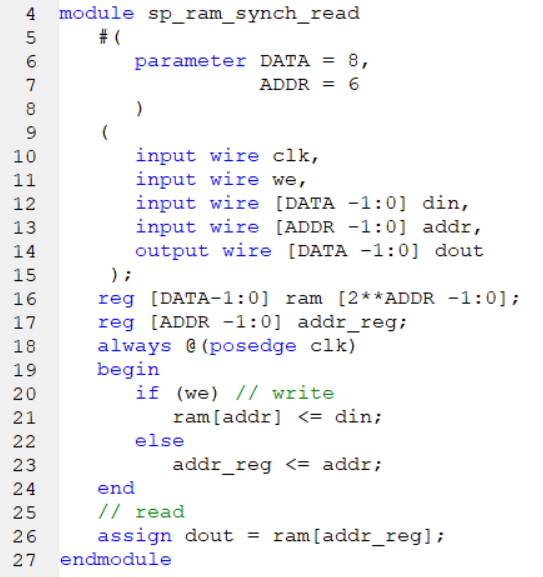 4 module sp_ram_synch_read
5 #(
6 parameter DATA = 8,
7 ADDR = 6
8 )
9 (
10 input wire clk,
11 input wire we,
12 input wire [DATA -1:0] din,
13 input wire [ADDR -1:0] addr,
14 output wire [DATA -1:0] dout
15 );
16 reg [DATA-1:0] ram [2**ADDR -1:0];
17 reg [ADDR -1:0] addr_reg;
18 always @(posedge clk)
19 begin
20 if (we) // write
21 ram[addr] <= din;
22 else
23 addr_reg <= addr;
24 end
25 // read
26 assign dout = ram[addr_reg];
27 endmodule